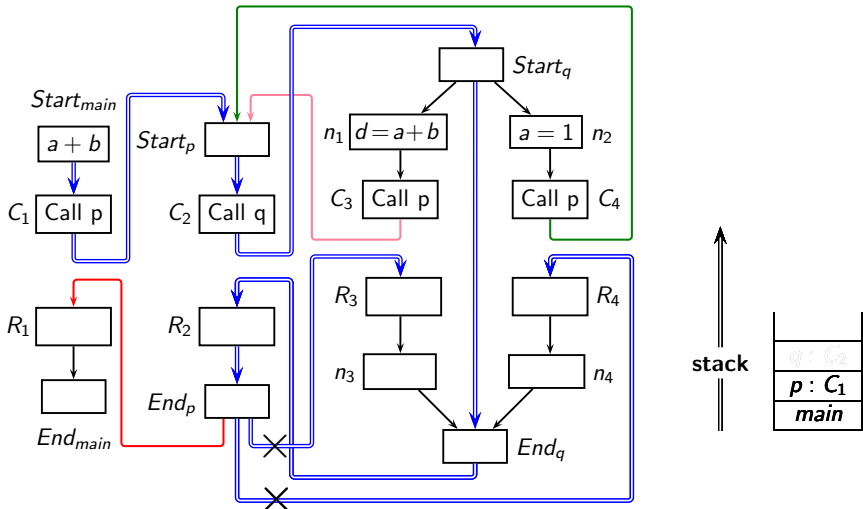 Start_q
Start_main
a + b
Start_p
n_1
d = a + b
a = 1
n_2
C_1
Call p
C_2
Call q
C_3
Call p
Call p
C_4
R_1
R_2
R_3
R_4
n_3
n_4
End_main
End_p
End_q
stack
q : C_2
p : C_1
main